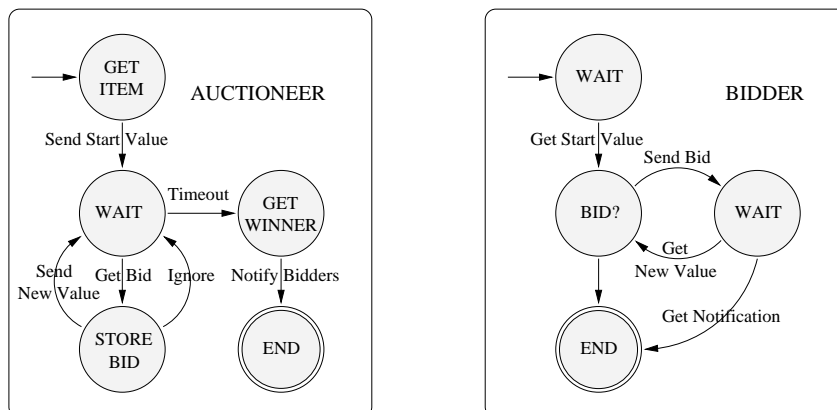 GET
ITEM
AUCTIONEER
Send Start Value
WAIT
Timeout
GET
WINNER
Send
New Value
Get Bid
Ignore
Notify Bidders
STORE
BID
END
WAIT
BIDDER
Get Start Value
Send Bid
BID?
WAIT
Get
New Value
Get Notification
END